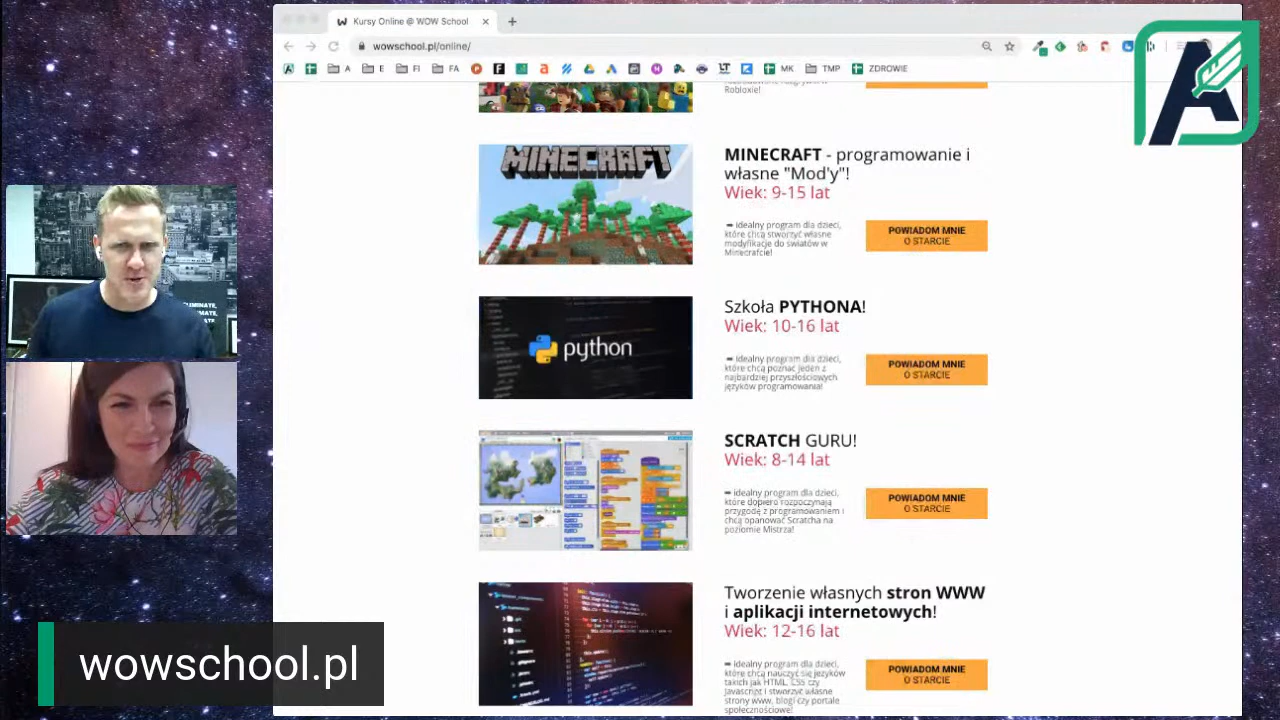 Kursy Online @ WOW School
wowschool.pl/online/
A
E
FI
FA
MK
TMP
ZDROWIE
Robloxie!
MINECRAFT
MINECRAFT - programowanie i
własne "Mod'y"!
Wiek: 9-15 lat
➡ idealny program dla dzieci,
które chcą stworzyć własne
modyfikacje do światów w
Minecrafcie!
POWIADOM MNIE
O STARCIE
python
Szkoła PYTHONA!
Wiek: 10-16 lat
➡ idealny program dla dzieci,
które chcą poznać jeden z
najbardziej przyszłościowych
języków programowania!
POWIADOM MNIE
O STARCIE
SCRATCH GURU!
Wiek: 8-14 lat
➡ idealny program dla dzieci,
które dopiero rozpoczynają
przygodę z programowaniem i
chcą opanować Scratcha na
poziomie Mistrza!
POWIADOM MNIE
O STARCIE
Tworzenie własnych stron WWW
i aplikacji internetowych!
Wiek: 12-16 lat
➡ idealny program dla dzieci,
które chcą nauczyć się języków
takich jak HTML, CSS czy
Javascript i stworzyć własne
strony www, blogi czy portale
społecznościowe!
POWIADOM MNIE
O STARCIE
wowschool.pl
A